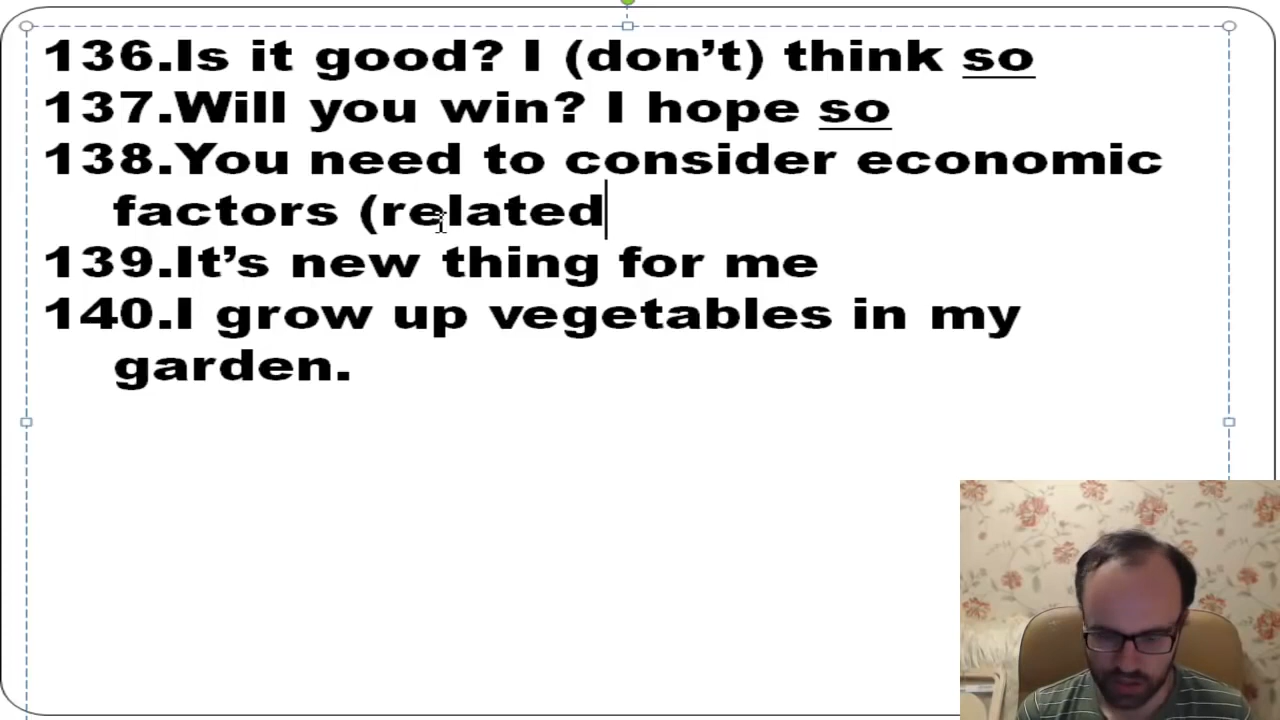 136.Is it good? I (don’t) think so
137.Will you win? I hope so
138.You need to consider economic
factors (related
139.It’s new thing for me
140.I grow up vegetables in my
garden.